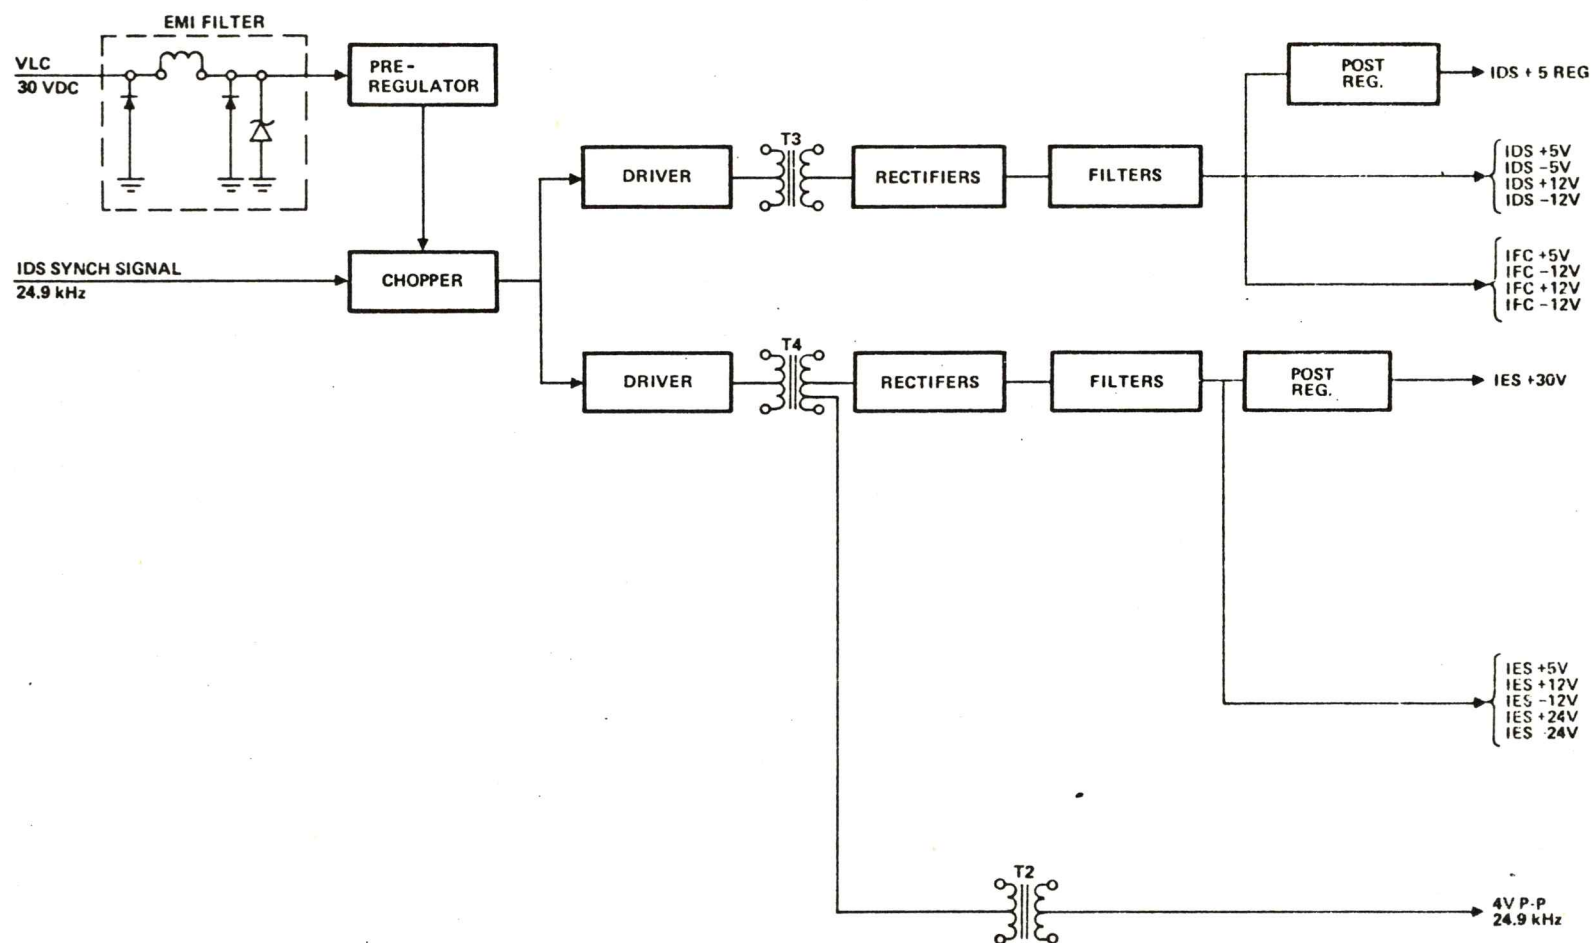 EMI FILTER
VLC
30 VDC
PRE-
REGULATOR
POST
REG.
IDS + 5 REG
T3
DRIVER
RECTIFIERS
FILTERS
IDS +5V
IDS -5V
IDS +12V
IDS -12V
IDS SYNCH SIGNAL
24.9 kHz
CHOPPER
IFC +5V
IFC -12V
IFC +12V
IFC -12V
T4
DRIVER
RECTIFERS
FILTERS
POST
REG.
IES +30V
IES +5V
IES +12V
IES -12V
IES +24V
IES -24V
T2
4V P-P
24.9 kHz